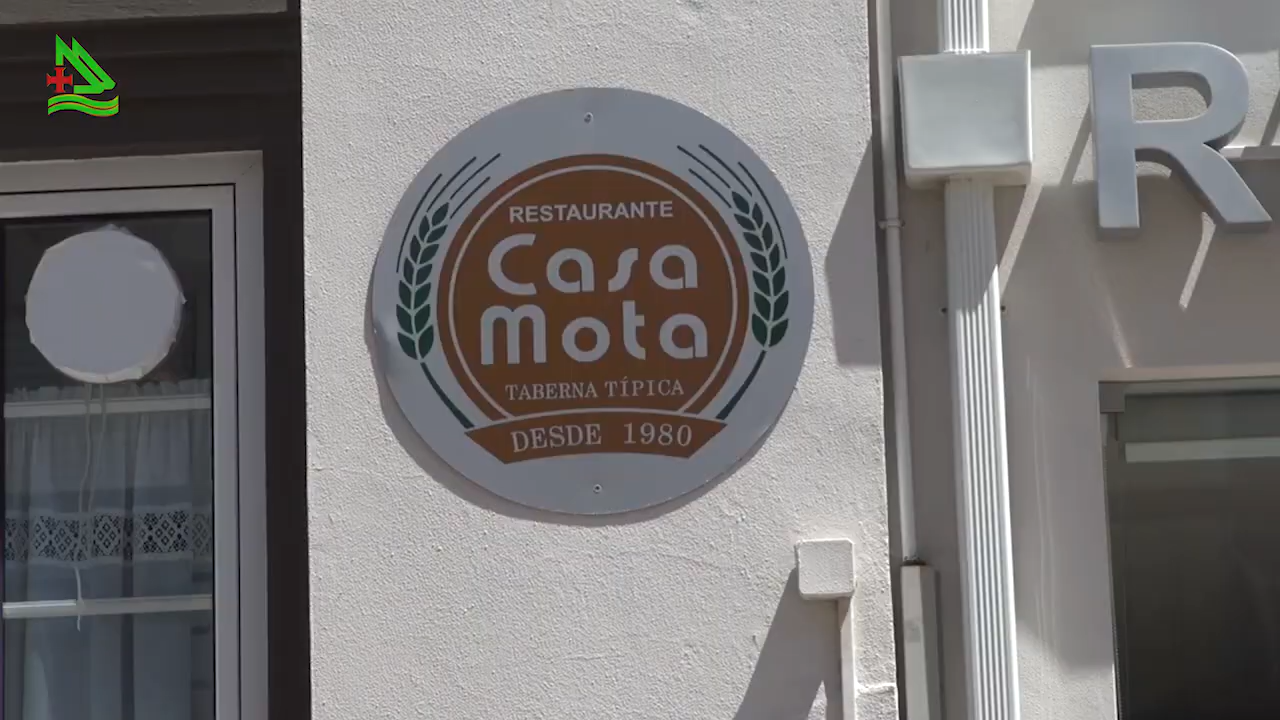 RESTAURANTE
Casa
Mota
TABERNA TÍPICA
DESDE 1980
R